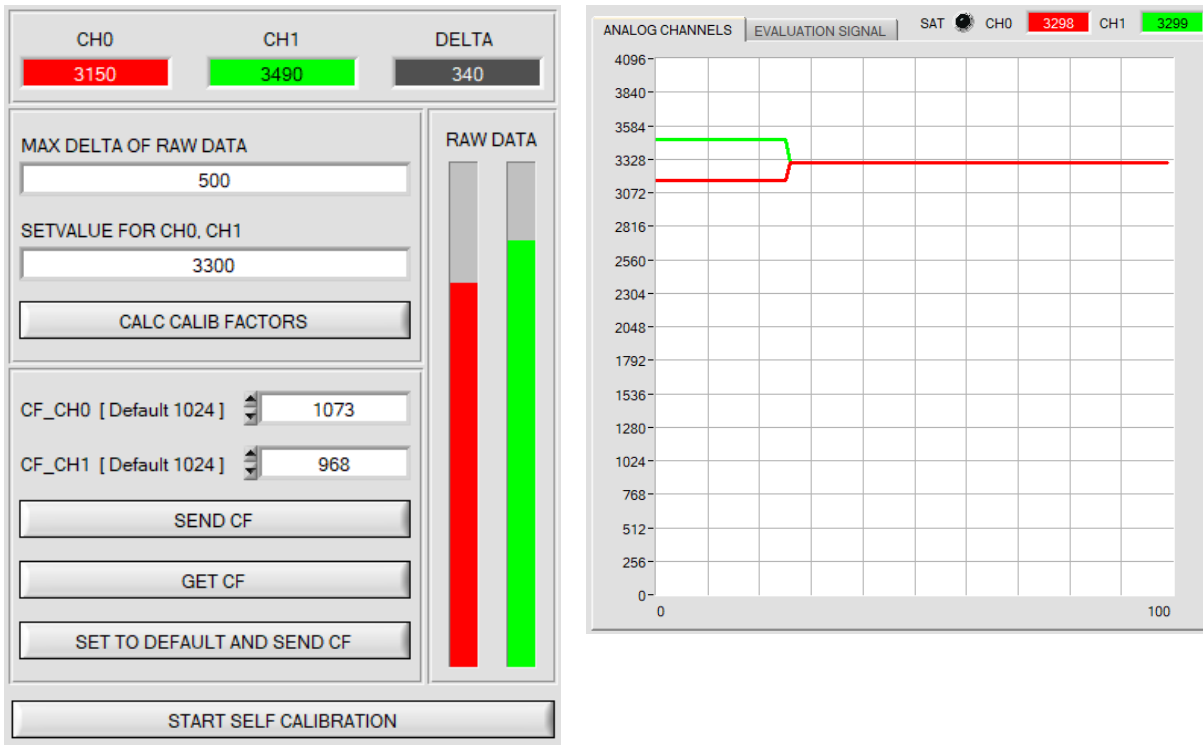 CH0 CH1 DELTA
3150 3490 340
MAX DELTA OF RAW DATA
500
SETVALUE FOR CH0, CH1
3300
CALC CALIB FACTORS
RAW DATA
CF_CH0 [ Default 1024 ] 1073
CF_CH1 [ Default 1024 ] 968
SEND CF
GET CF
SET TO DEFAULT AND SEND CF
START SELF CALIBRATION
ANALOG CHANNELS EVALUATION SIGNAL SAT CH0 3298 CH1 3299
4096
3840
3584
3328
3072
2816
2560
2304
2048
1792
1536
1280
1024
768
512
256
0
0 100